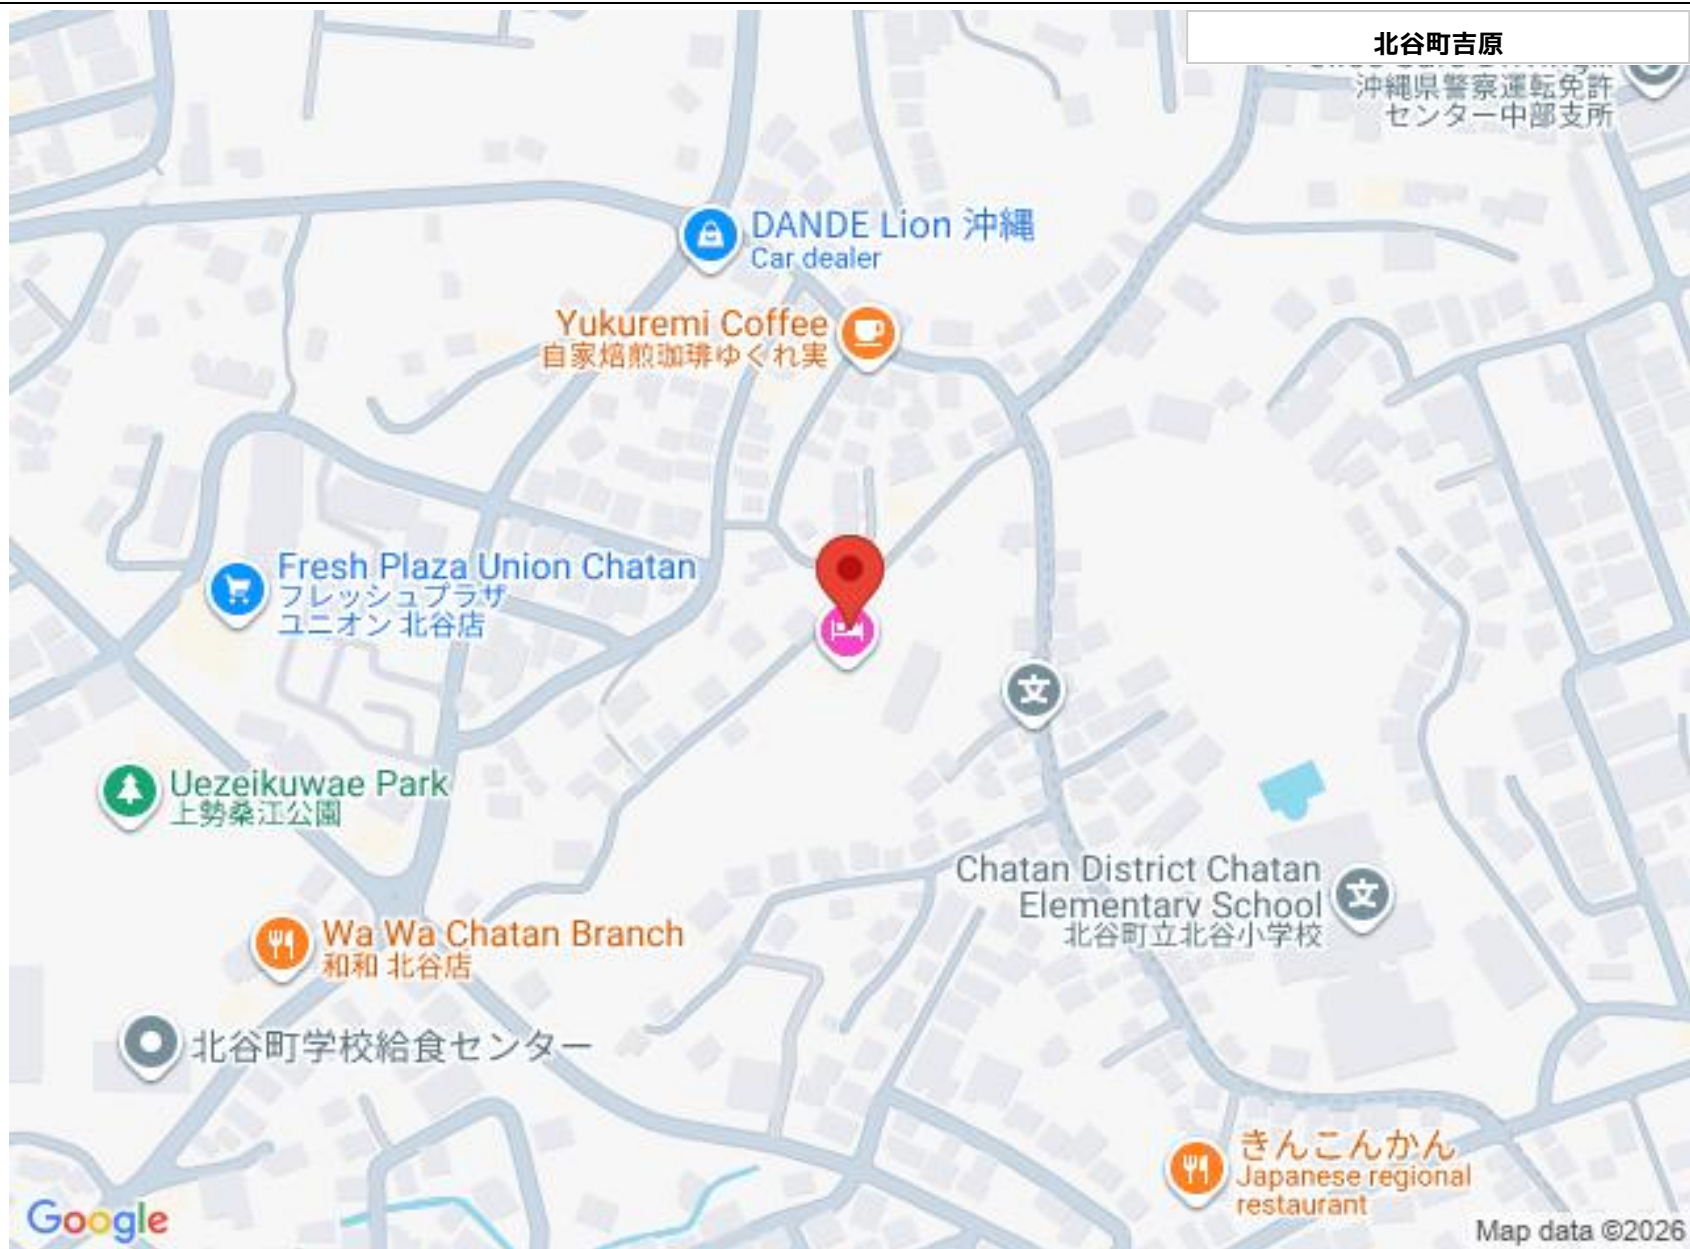 北谷町吉原
沖縄県警察運転免許
センター中部支所
DANDE Lion 沖縄
Car dealer
Yukuremi Coffee
自家焙煎珈琲ゆくれ実
Fresh Plaza Union Chatan
フレッシュプラザ
ユニオン 北谷店
文
Uezeikuwae Park
上勢桑江公園
Chatan District Chatan
Elementary School
北谷町立北谷小学校
文
Wa Wa Chatan Branch
和和 北谷店
北谷町学校給食センター
きんこんかん
Japanese regional
restaurant
Google
Map data ©2026